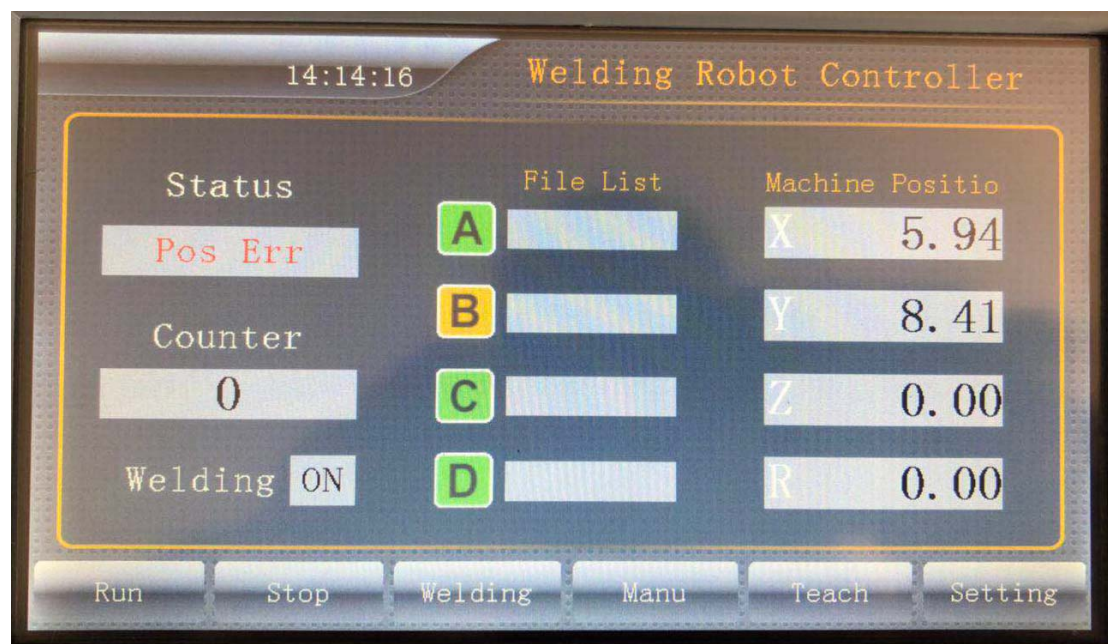 14:14:16
Welding Robot Controller
Status
Pos Err
Counter
0
Welding ON
File List
A
B
C
D
Machine Positio
X 5.94
Y 8.41
Z 0.00
R 0.00
Run
Stop
Welding
Manu
Teach
Setting